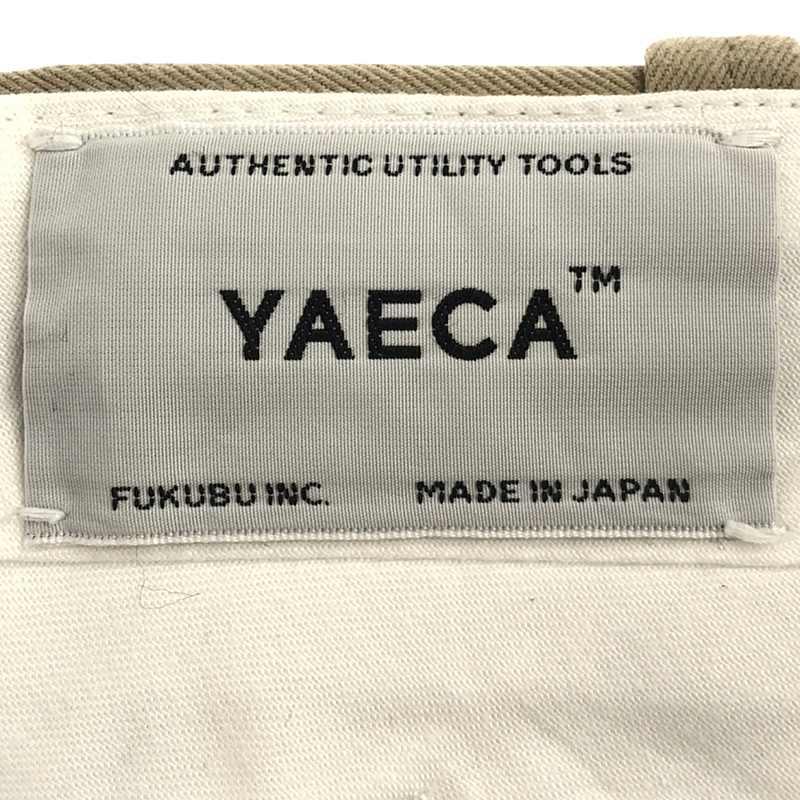 AUTHENTIC UTILITY TOOLS
YAECA™
FUKUBU INC. MADE IN JAPAN